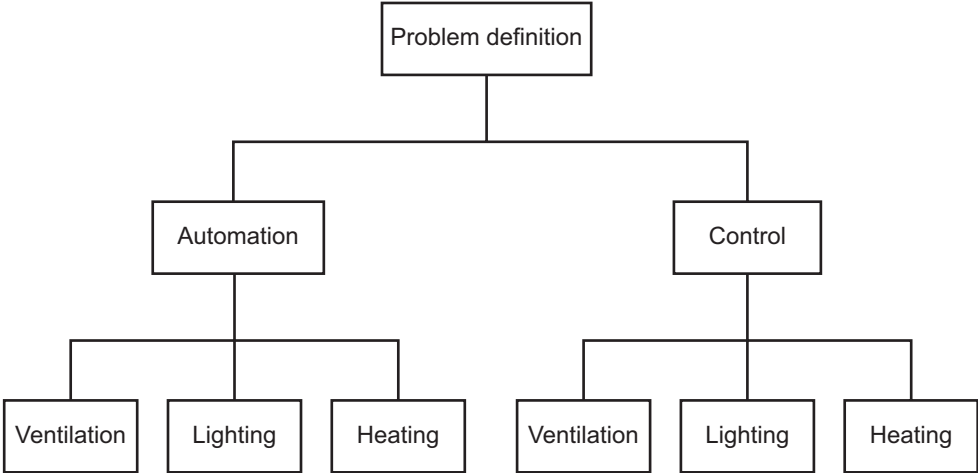 Problem definition
Automation
Control
Ventilation
Lighting
Heating
Ventilation
Lighting
Heating